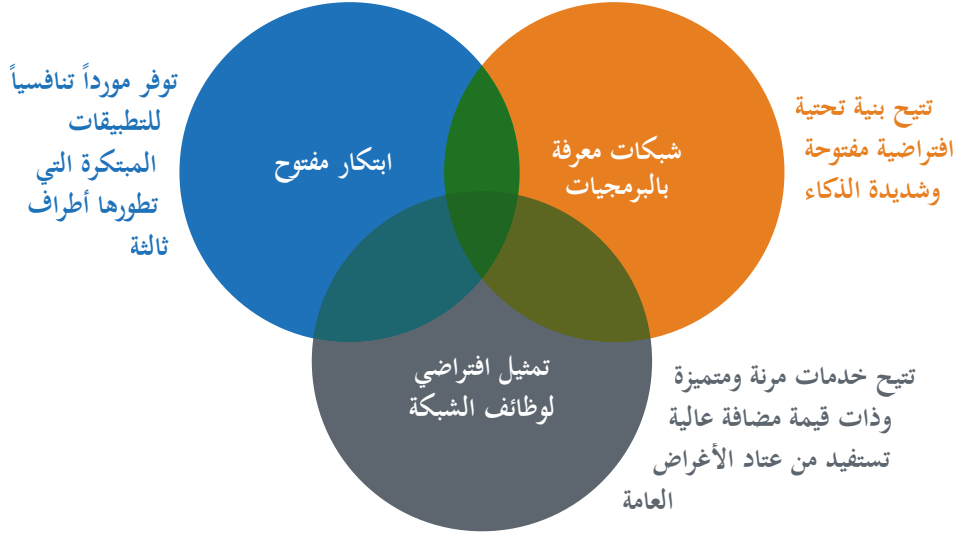 تتيح بنية تحتية
افتراضية مفتوحة
وشديدة الذكاء
شبكات معرفة
بالبرمجيات
ابتكار مفتوح
توفر مورداً تنافسياً
للتطبيقات
المبتكرة التي
تطورها أطراف
ثالثة
تمثيل افتراضي
لوظائف الشبكة
تتيح خدمات مرنة ومتميزة
وذات قيمة مضافة عالية
تستفيد من عتاد الأغراض
العامة